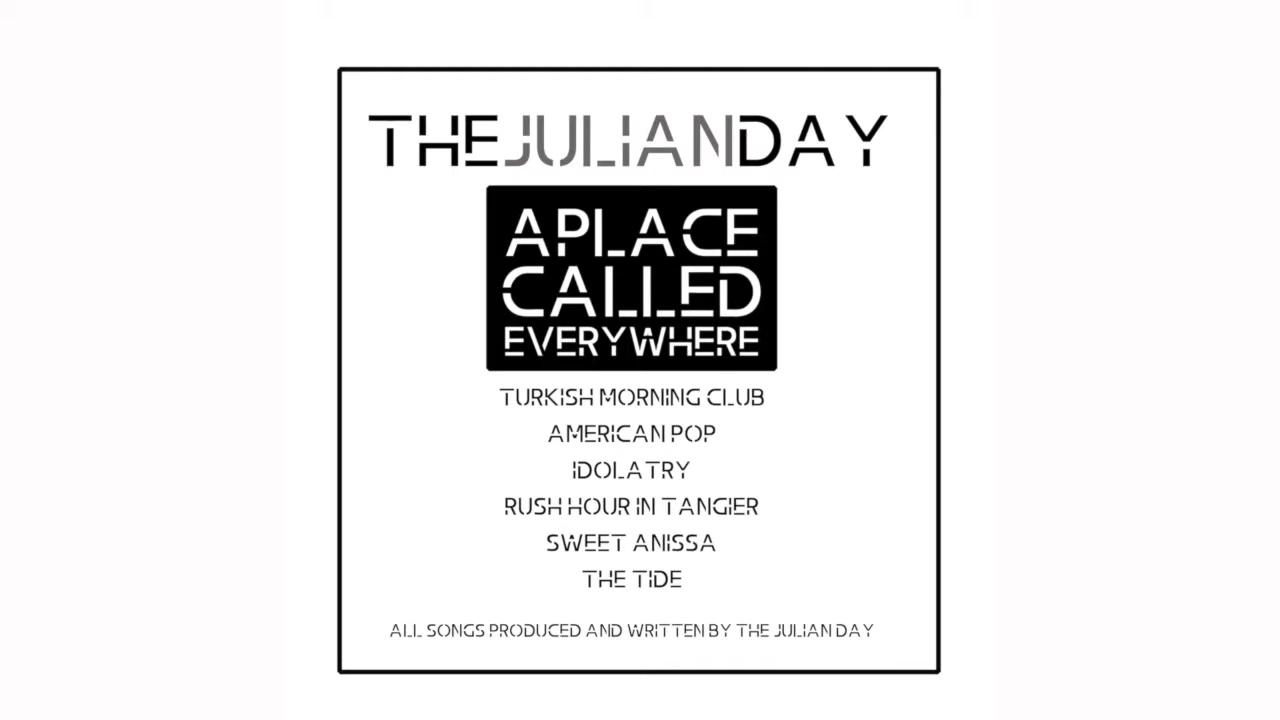 THEJULIANDAY
APLACE
CALLED
EVERYWHERE
TURKISH MORNING CLUB
AMERICAN POP
IDOLATRY
RUSH HOUR IN TANGIER
SWEET ANISSA
THE TIDE
ALL SONGS PRODUCED AND WRITTEN BY THE JULIAN DAY